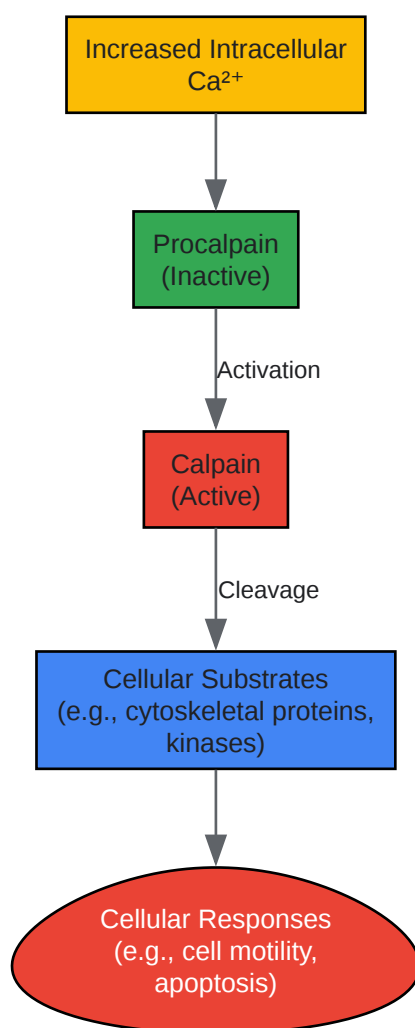 Increased Intracellular
Ca²⁺
Procalpain
(Inactive)
Activation
Calpain
(Active)
Cleavage
Cellular Substrates
(e.g., cytoskeletal proteins,
kinases)
Cellular Responses
(e.g., cell motility,
apoptosis)